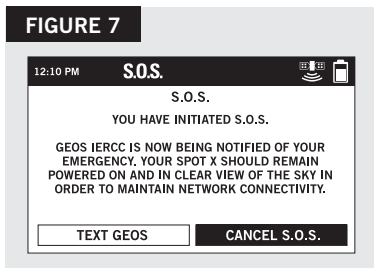 FIGURE 7
12:10 PM S.O.S.
S.O.S.
YOU HAVE INITIATED S.O.S.
GEOS IERCC IS NOW BEING NOTIFIED OF YOUR
EMERGENCY. YOUR SPOT X SHOULD REMAIN
POWERED ON AND IN CLEAR VIEW OF THE SKY IN
ORDER TO MAINTAIN NETWORK CONNECTIVITY.
TEXT GEOS CANCEL S.O.S.